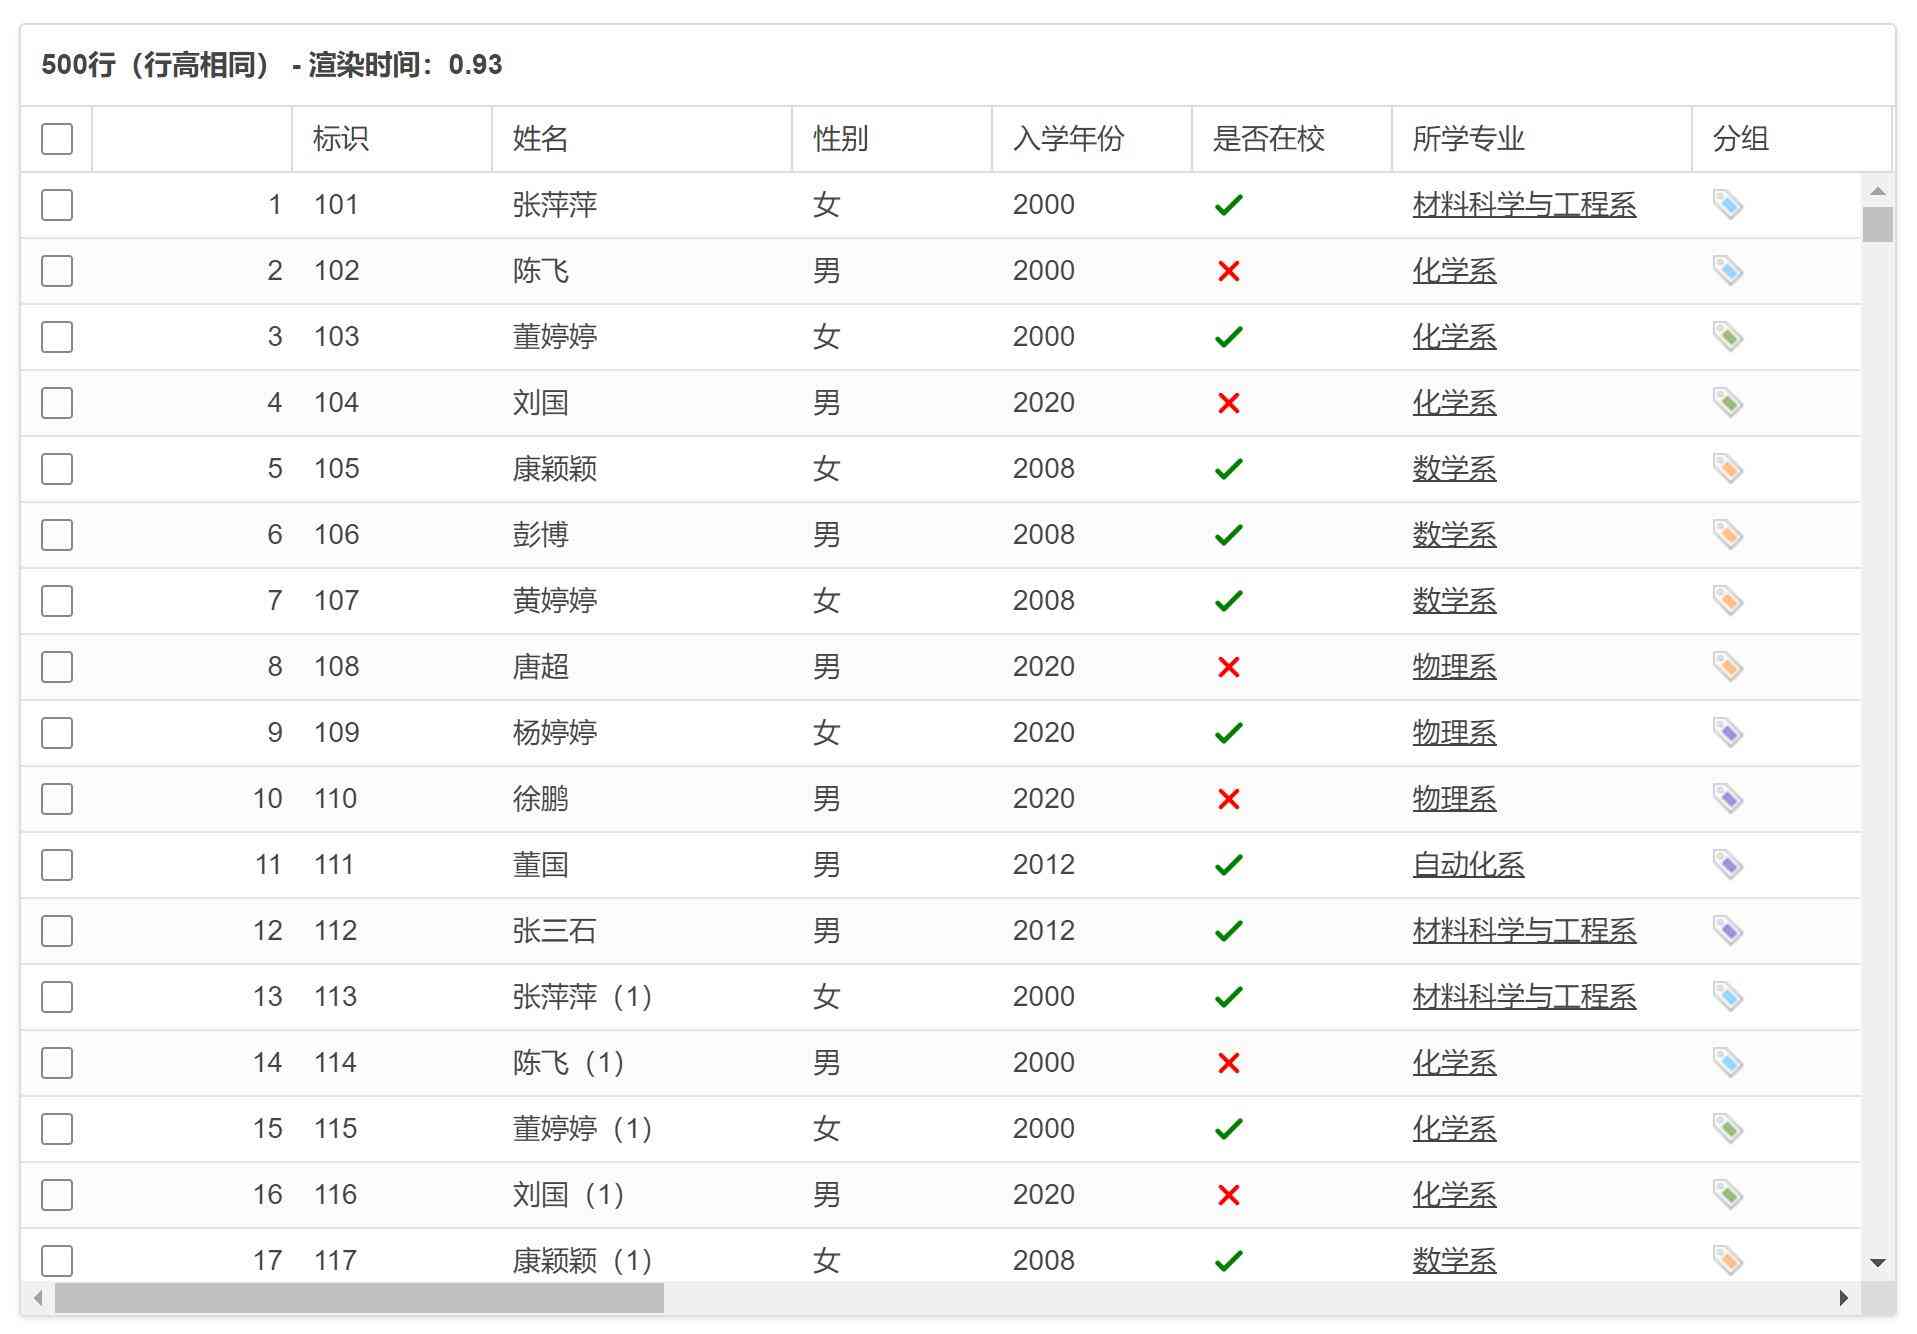 500行（行高相同） - 渲染时间：0.93
标识 姓名 性别 入学年份 是否在校 所学专业 分组
1 101 张萍萍 女 2000 材料科学与工程系
2 102 陈飞 男 2000 化学系
3 103 董婷婷 女 2000 化学系
4 104 刘国 男 2020 化学系
5 105 康颖颖 女 2008 数学系
6 106 彭博 男 2008 数学系
7 107 黄婷婷 女 2008 数学系
8 108 唐超 男 2020 物理系
9 109 杨婷婷 女 2020 物理系
10 110 徐鹏 男 2020 物理系
11 111 董国 男 2012 自动化系
12 112 张三石 男 2012 材料科学与工程系
13 113 张萍萍（1） 女 2000 材料科学与工程系
14 114 陈飞（1） 男 2000 化学系
15 115 董婷婷（1） 女 2000 化学系
16 116 刘国（1） 男 2020 化学系
17 117 康颖颖（1） 女 2008 数学系